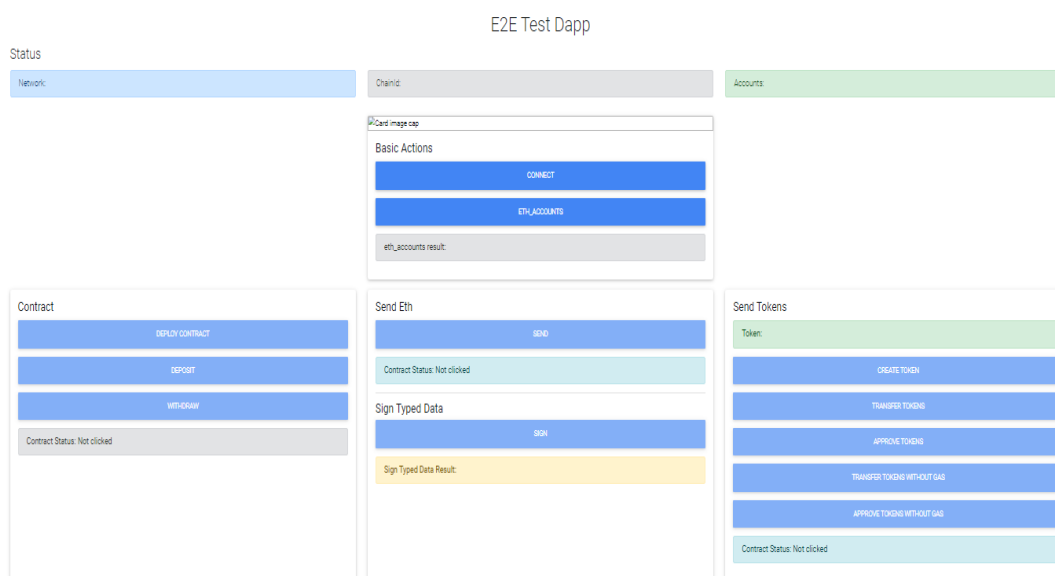 E2E Test Dapp
Status
Network:
ChainId:
Accounts:
Card image cap
Basic Actions
CONNECT
ETH_ACCOUNTS
eth_accounts result:
Contract
DEPLOY CONTRACT
DEPOSIT
WITHDRAW
Contract Status: Not clicked
Send Eth
SEND
Contract Status: Not clicked
Sign Typed Data
SIGN
Sign Typed Data Result:
Send Tokens
Token:
CREATE TOKEN
TRANSFER TOKENS
APPROVE TOKENS
TRANSFER TOKENS WITHOUT GAS
APPROVE TOKENS WITHOUT GAS
Contract Status: Not clicked